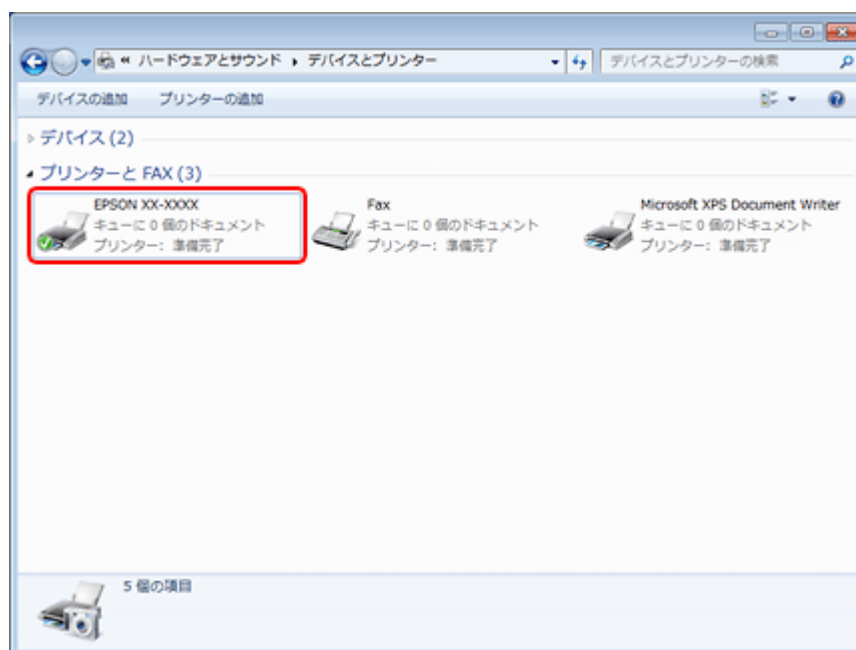 « ハードウェアとサウンド ▸ デバイスとプリンター
デバイスとプリンターの検索
デバイスの追加 プリンターの追加
デバイス (2)
プリンターと FAX (3)
EPSON XX-XXXX
キューに 0 個のドキュメント
プリンター: 準備完了
Fax
キューに 0 個のドキュメント
プリンター: 準備完了
Microsoft XPS Document Writer
キューに 0 個のドキュメント
プリンター: 準備完了
5 個の項目